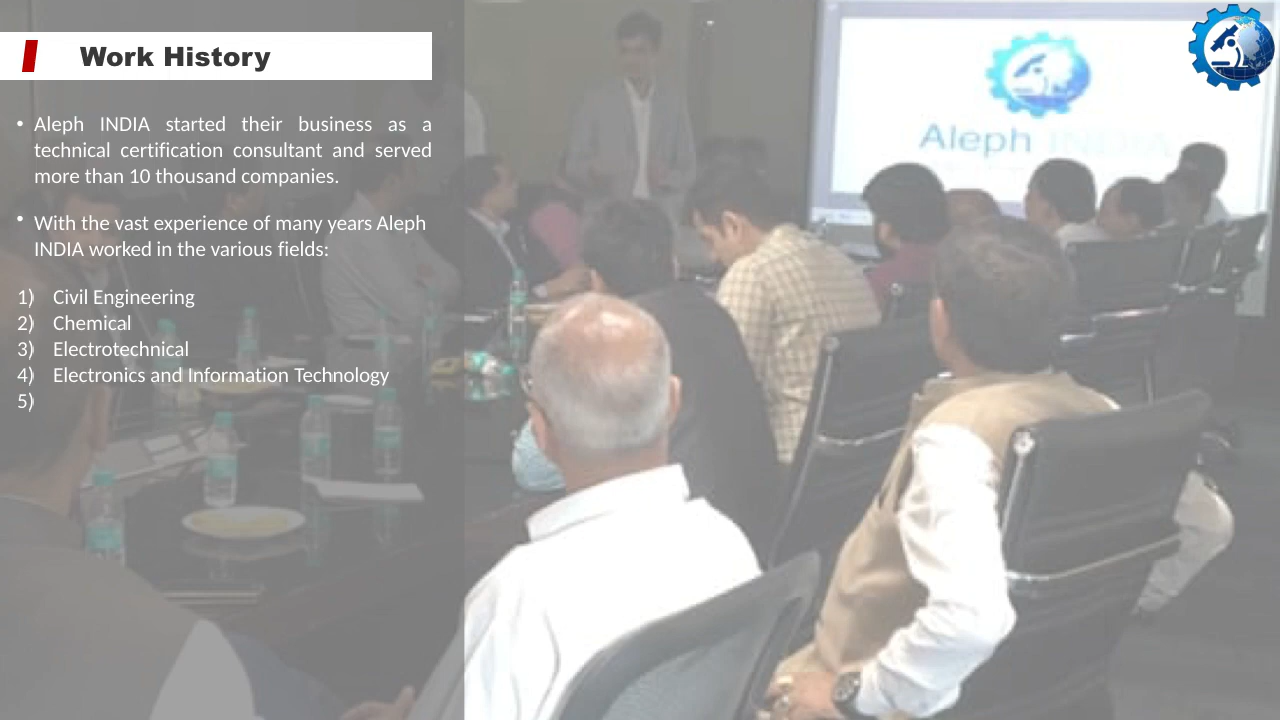 Work History
• Aleph INDIA started their business as a
technical certification consultant and served
more than 10 thousand companies.
• With the vast experience of many years Aleph
INDIA worked in the various fields:
1) Civil Engineering
2) Chemical
3) Electrotechnical
4) Electronics and Information Technology
5)
Aleph INDIA